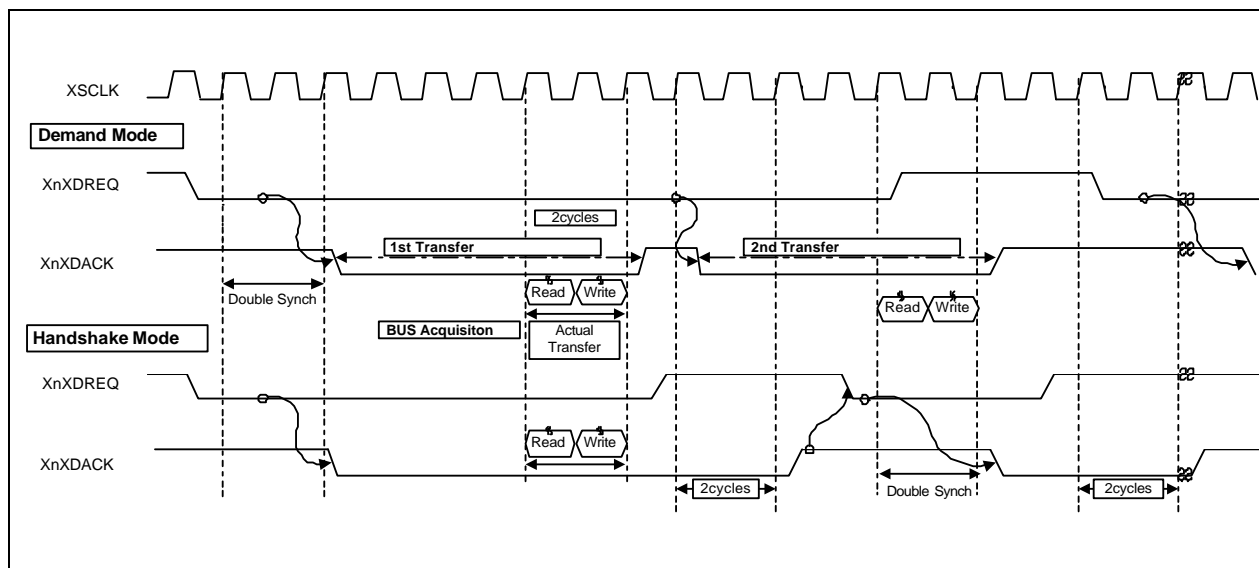 XSCLK
Demand Mode
XnXDREQ
2cycles
1st Transfer
2nd Transfer
XnXDACK
Double Synch
Read
Write
Read
Write
BUS Acquisiton
Actual
Transfer
Handshake Mode
XnXDREQ
Read
Write
XnXDACK
2cycles
Double Synch
2cycles